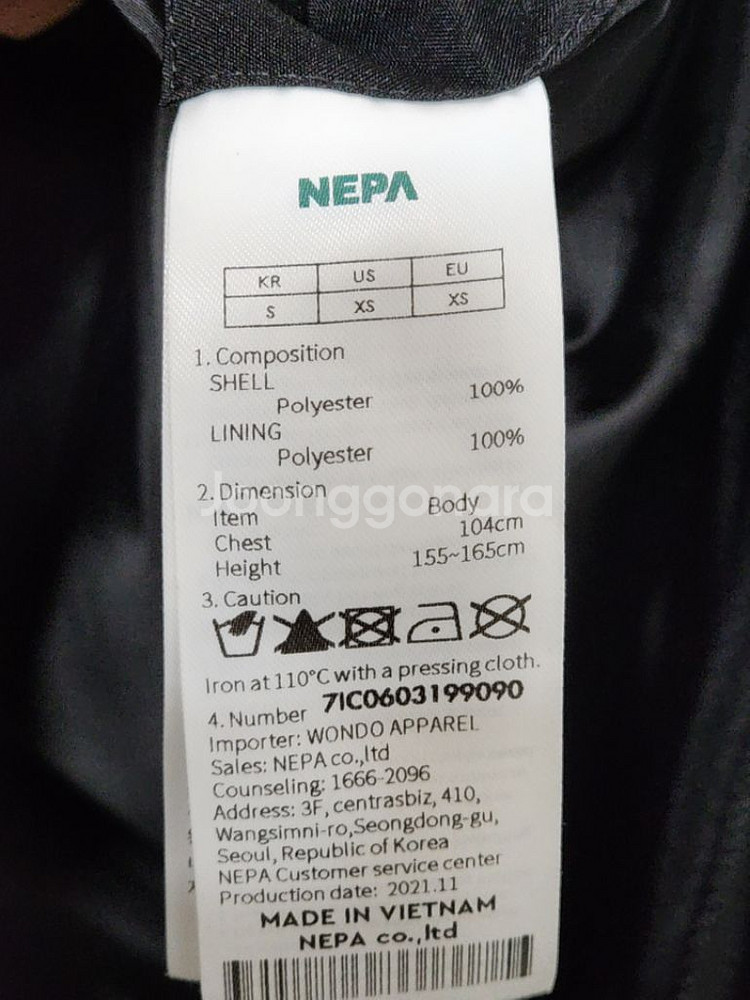 NEPA
KR US EU
S XS XS
1. Composition
SHELL
Polyester 100%
LINING
Polyester 100%
2. Dimension
Joonggonara
Item Body
Chest 104cm
Height 155~165cm
3. Caution
Iron at 110°C with a pressing cloth.
4. Number 7IC0603199090
Importer: WONDO APPAREL
Sales: NEPA co.,ltd
Counseling: 1666-2096
Address: 3F, centrasbiz, 410,
Wangsimni-ro,Seongdong-gu,
Seoul, Republic of Korea
NEPA Customer service center
Production date: 2021.11
MADE IN VIETNAM
NEPA co.,ltd